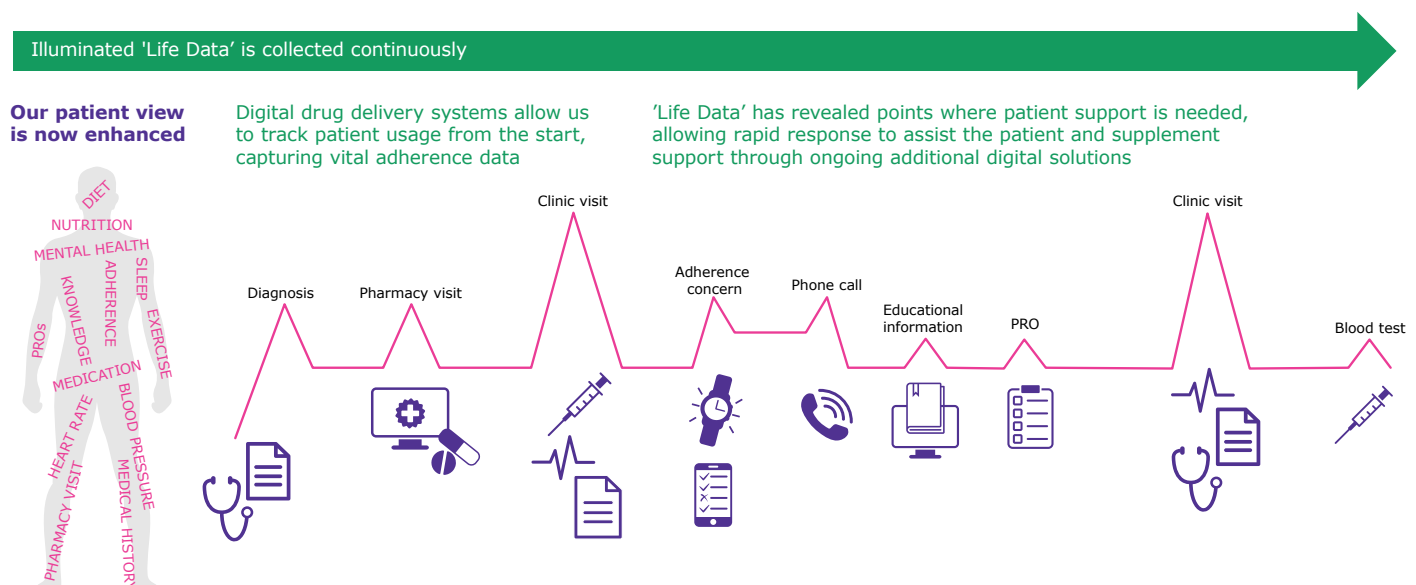 Illuminated 'Life Data’ is collected continuously
Our patient view
is now enhanced
Digital drug delivery systems allow us
to track patient usage from the start,
capturing vital adherence data
’Life Data’ has revealed points where patient support is needed,
allowing rapid response to assist the patient and supplement
support through ongoing additional digital solutions
DIET
NUTRITION
MENTAL HEALTH
SLEEP
ADHERENCE
KNOWLEDGE
EXERCISE
PROs
MEDICATION
BLOOD PRESSURE
HEART RATE
PHARMACY VISIT
MEDICAL HISTORY
Diagnosis
Pharmacy visit
Clinic visit
Adherence
concern
Phone call
Educational
information
PRO
Clinic visit
Blood test